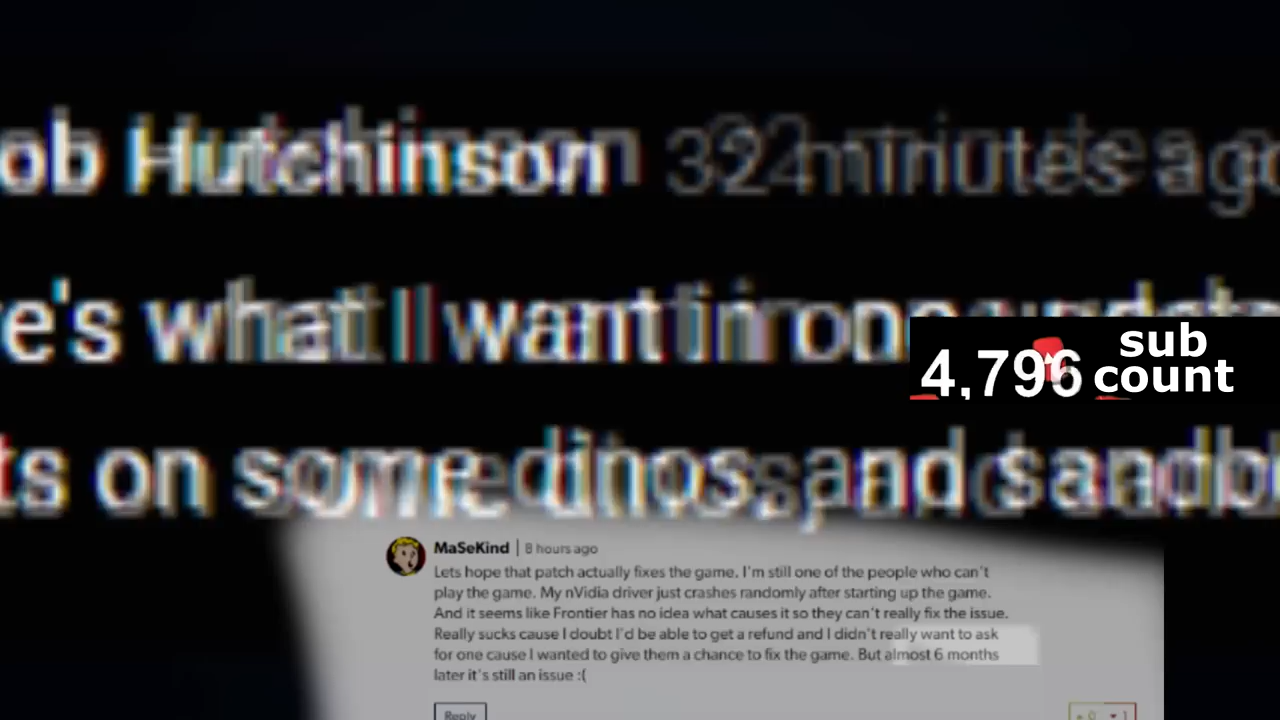 ob Hutchinson minutes ago
e's what I want in one
sub
4,796 count
ts on some dinos and sandb
MaSeKind | 8 hours ago
Lets hope that patch actually fixes the game. I'm still one of the people who can't
play the game. My nVidia driver just crashes randomly after starting up the game.
And it seems like Frontier has no idea what causes it so they can't really fix the issue.
Really sucks cause I doubt I'd be able to get a refund and I didn't really want to ask
for one cause I wanted to give them a chance to fix the game. But almost 6 months
later it's still an issue :(
Reply